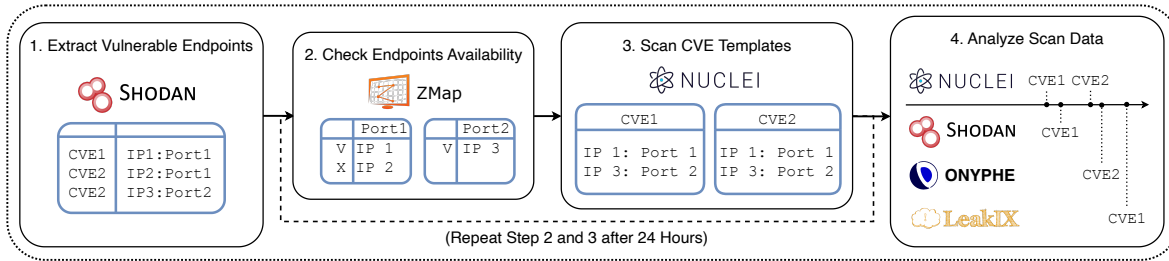 1. Extract Vulnerable Endpoints
SHODAN
CVE1 IP1:Port1
CVE2 IP2:Port1
CVE2 IP3:Port2
2. Check Endpoints Availability
ZMap
Port1
V IP 1
X IP 2
Port2
V IP 3
3. Scan CVE Templates
NUCLEI
CVE1
IP 1: Port 1
IP 3: Port 2
CVE2
IP 1: Port 1
IP 3: Port 2
4. Analyze Scan Data
NUCLEI
CVE1 CVE2
SHODAN
CVE1
ONYPHE
CVE2
LeakIX
CVE1
(Repeat Step 2 and 3 after 24 Hours)